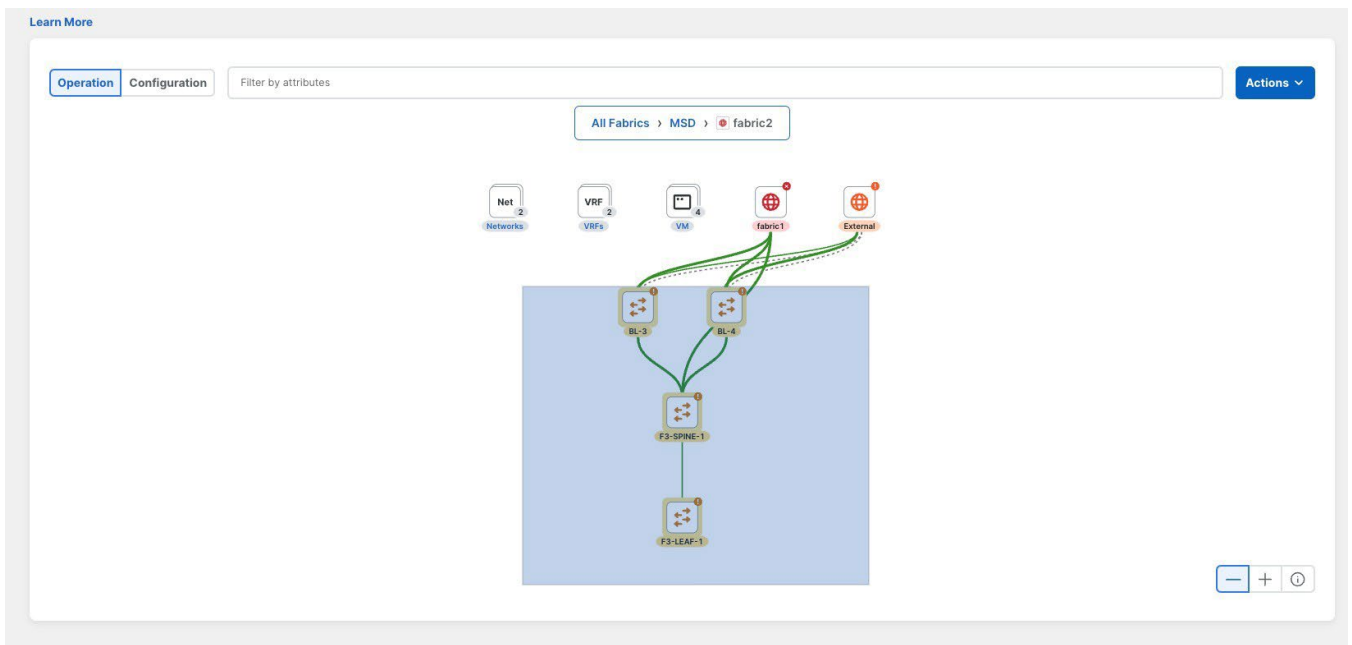 Learn More
Operation Configuration Filter by attributes Actions
All Fabrics › MSD › fabric2
Net 2 VRF 2 4
Networks VRFs VM fabric1 External
BL-3 BL-4
F3-SPINE-1
F3-LEAF-1